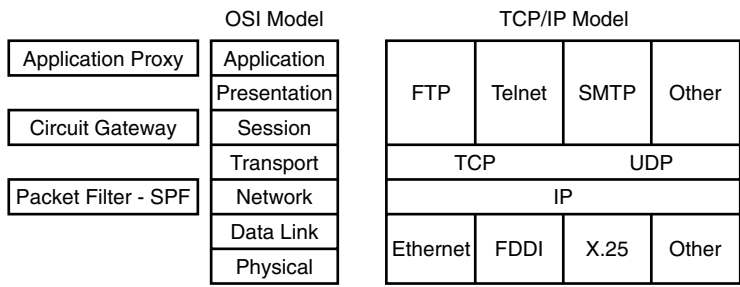 OSI Model TCP/IP Model
Application Proxy Application
Presentation FTP Telnet SMTP Other
Circuit Gateway Session
Transport TCP UDP
Packet Filter - SPF Network IP
Data Link
Ethernet FDDI X.25 Other
Physical